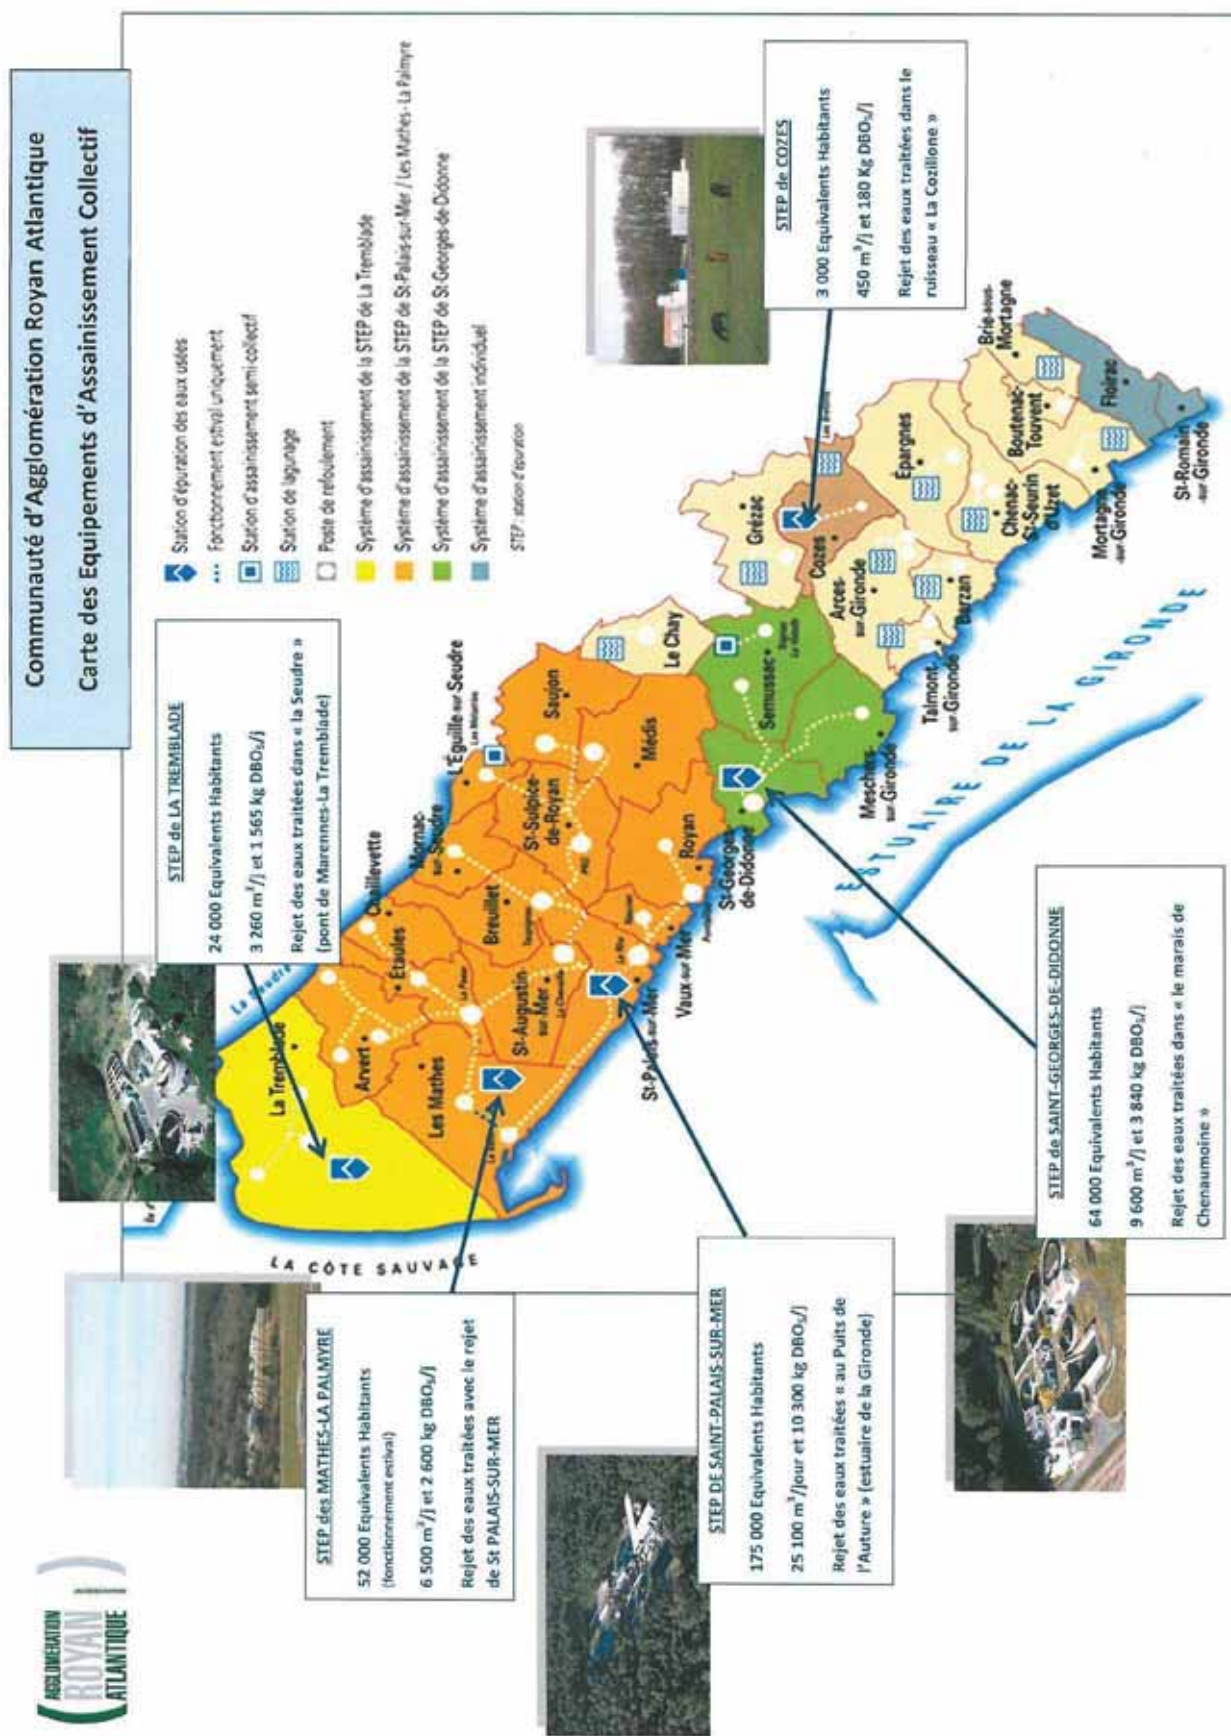 (AGGLOMÉRATION
ROYAN
ATLANTIQUE)
Communauté d'Agglomération Royan Atlantique
Carte des Equipements d'Assainissement Collectif
Station d'épuration des eaux usées
Fonctionnement estival uniquement
Station d'assainissement semi-collectif
Station de lagunage
Poste de refoulement
Système d'assainissement de la STEP de La Tremblade
Système d'assainissement de la STEP de St-Palais-sur-Mer / Les Mathes - La Palmyre
Système d'assainissement de la STEP de St-Georges-de-Didonne
Système d'assainissement individuel
STEP : station d'épuration
STEP de LA TREMBLADE
24 000 Equivalents Habitants
3 260 m³/j et 1 565 kg DBO₅/j
Rejet des eaux traitées dans « la Seudre »
(pont de Marennes-La Tremblade)
STEP des MATHES-LA PALMYRE
52 000 Equivalents Habitants
(fonctionnement estival)
6 500 m³/j et 2 600 kg DBO₅/j
Rejet des eaux traitées avec le rejet
de St PALAIS-SUR-MER
STEP DE SAINT-PALAIS-SUR-MER
175 000 Equivalents Habitants
25 100 m³/jour et 10 300 kg DBO₅/j
Rejet des eaux traitées « au Puits de
l'Auture » (estuaire de la Gironde)
STEP de SAINT-GEORGES-DE-DIDONNE
64 000 Equivalents Habitants
9 600 m³/j et 3 840 kg DBO₅/j
Rejet des eaux traitées dans « le marais de
Chenaumoine »
STEP de COZES
3 000 Equivalents Habitants
450 m³/j et 180 Kg DBO₅/j
Rejet des eaux traitées dans le
ruisseau « La Cozillone »
LA CÔTE SAUVAGE
La Seudre
La Tremblade
Arvert
Les Mathes
Etaules
Chaillevette
Mornac-
sur-Seudre
Breuillet
St-Augustin
sur-Mer
L'Éguille-sur-Seudre
St-Sulpice-
de-Royan
Saujon
Médis
St-Palais-sur-Mer
Vaux-sur-Mer
Royan
St-Georges-
de-Didonne
Semussac
Meschers-
sur-Gironde
Le Chay
Grézac
Cozes
Arces-
sur-Gironde
Talmont-
sur-Gironde
Barzan
Épargnes
Chenac-
St-Seurin
d'Uzet
Mortagne-
sur-Gironde
Boutenac-
Touvent
Brie-sous-
Mortagne
Floirac
St-Romain
-sur-Gironde
ESTUAIRE DE LA GIRONDE